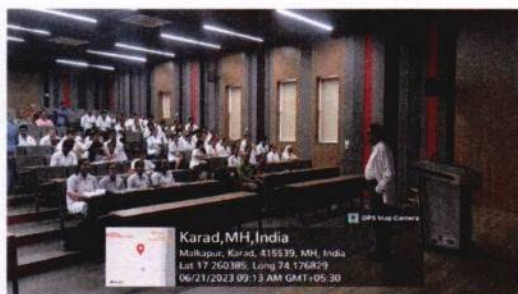 GPS Map Camera
Karad,MH,India
Malkapur, Karad, 415539, MH, India
Lat 17.260385, Long 74.176829
06/21/2023 09:13 AM GMT+05:30